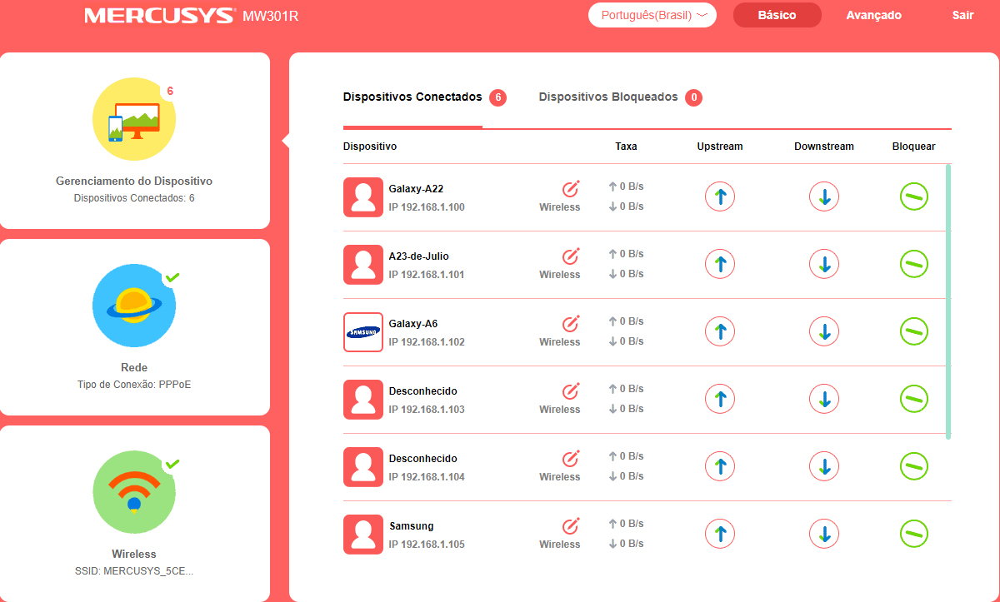 MERCUSYS MW301R
Português(Brasil)
Básico
Avançado
Sair
6
Gerenciamento do Dispositivo
Dispositivos Conectados: 6
Rede
Tipo de Conexão: PPPoE
Wireless
SSID: MERCUSYS_5CE...
Dispositivos Conectados 6
Dispositivos Bloqueados 0
Dispositivo Taxa Upstream Downstream Bloquear
Galaxy-A22
IP 192.168.1.100
Wireless
0 B/s
0 B/s
A23-de-Julio
IP 192.168.1.101
Wireless
0 B/s
0 B/s
SAMSUNG
Galaxy-A6
IP 192.168.1.102
Wireless
0 B/s
0 B/s
Desconhecido
IP 192.168.1.103
Wireless
0 B/s
0 B/s
Desconhecido
IP 192.168.1.104
Wireless
0 B/s
0 B/s
Samsung
IP 192.168.1.105
Wireless
0 B/s
0 B/s